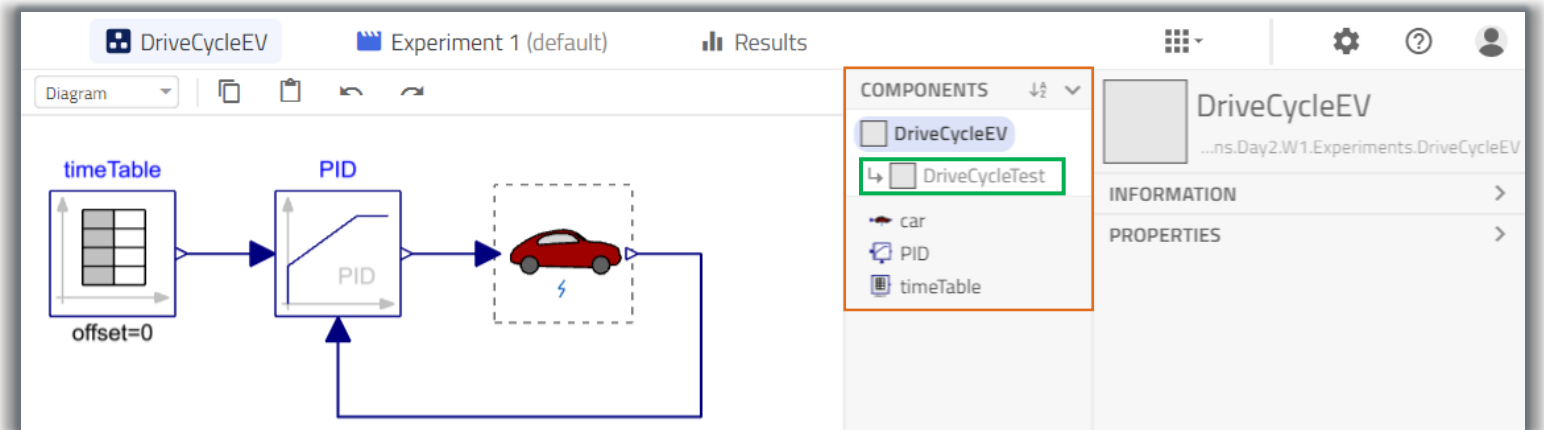 DriveCycleEV
Experiment 1 (default)
Results
Diagram
timeTable
PID
PID
offset=0
COMPONENTS
DriveCycleEV
DriveCycleTest
car
PID
timeTable
DriveCycleEV
...ns.Day2.W1.Experiments.DriveCycleEV
INFORMATION
PROPERTIES